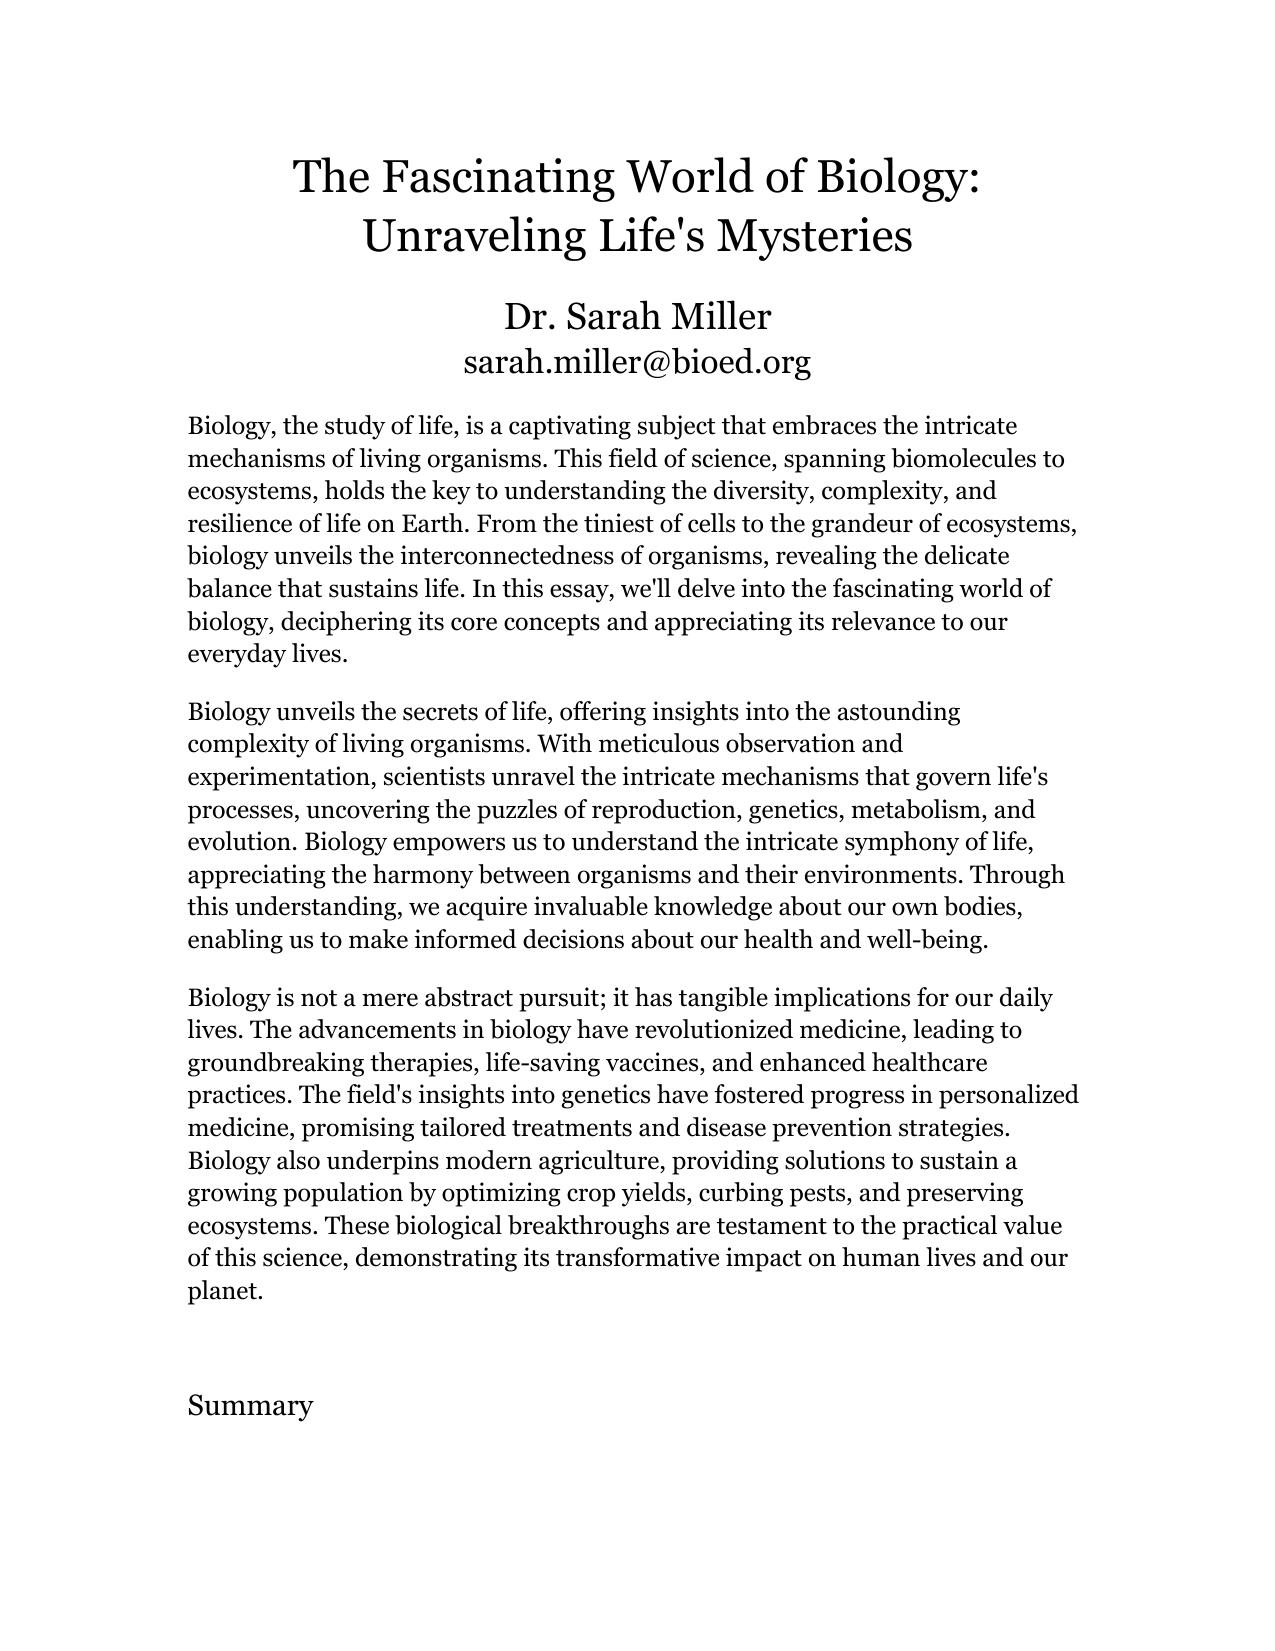 The Fascinating World of Biology:
Unraveling Life's Mysteries
Dr. Sarah Miller
sarah.miller@bioed.org
Biology, the study of life, is a captivating subject that embraces the intricate
mechanisms of living organisms. This field of science, spanning biomolecules to
ecosystems, holds the key to understanding the diversity, complexity, and
resilience of life on Earth. From the tiniest of cells to the grandeur of ecosystems,
biology unveils the interconnectedness of organisms, revealing the delicate
balance that sustains life. In this essay, we'll delve into the fascinating world of
biology, deciphering its core concepts and appreciating its relevance to our
everyday lives.
Biology unveils the secrets of life, offering insights into the astounding
complexity of living organisms. With meticulous observation and
experimentation, scientists unravel the intricate mechanisms that govern life's
processes, uncovering the puzzles of reproduction, genetics, metabolism, and
evolution. Biology empowers us to understand the intricate symphony of life,
appreciating the harmony between organisms and their environments. Through
this understanding, we acquire invaluable knowledge about our own bodies,
enabling us to make informed decisions about our health and well-being.
Biology is not a mere abstract pursuit; it has tangible implications for our daily
lives. The advancements in biology have revolutionized medicine, leading to
groundbreaking therapies, life-saving vaccines, and enhanced healthcare
practices. The field's insights into genetics have fostered progress in personalized
medicine, promising tailored treatments and disease prevention strategies.
Biology also underpins modern agriculture, providing solutions to sustain a
growing population by optimizing crop yields, curbing pests, and preserving
ecosystems. These biological breakthroughs are testament to the practical value
of this science, demonstrating its transformative impact on human lives and our
planet.
Summary